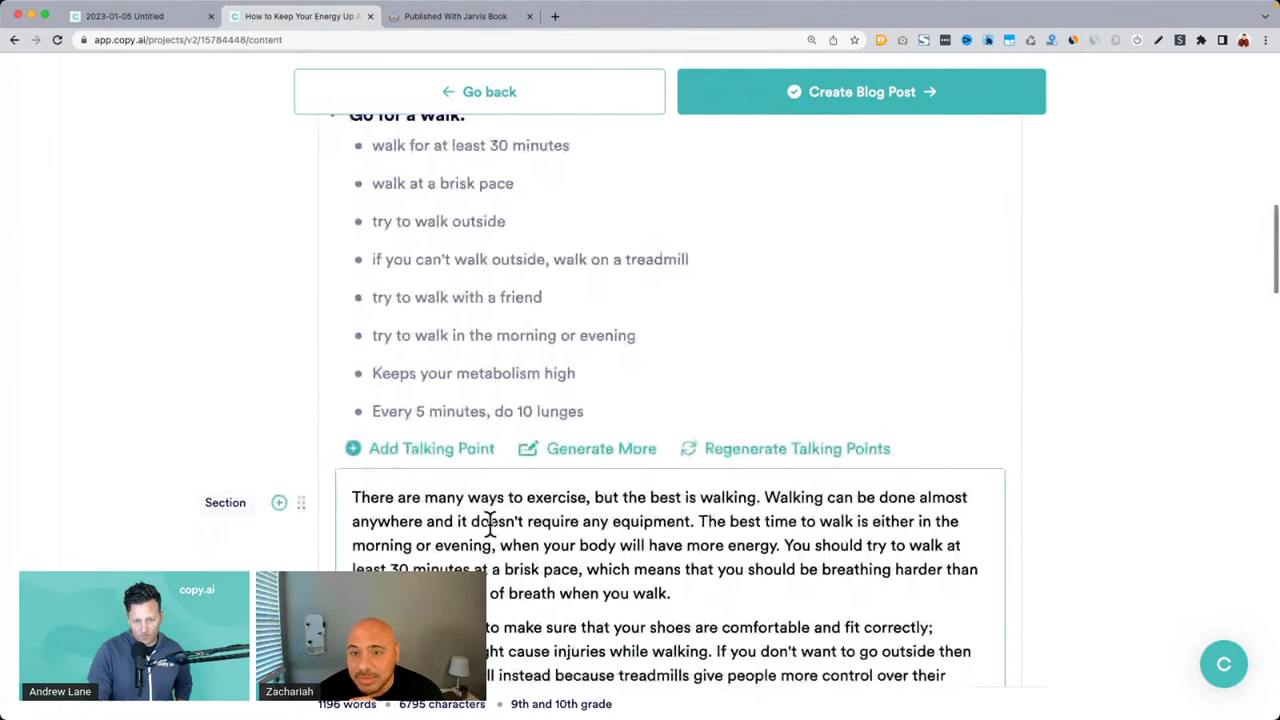 2023-01-05 Untitled
How to Keep Your Energy Up A
Published With Jarvis Book
app.copy.ai/projects/v2/15784448/content
Go back
Create Blog Post
Go for a walk.
walk for at least 30 minutes
walk at a brisk pace
try to walk outside
if you can't walk outside, walk on a treadmill
try to walk with a friend
try to walk in the morning or evening
Keeps your metabolism high
Every 5 minutes, do 10 lunges
Add Talking Point
Generate More
Regenerate Talking Points
Section
There are many ways to exercise, but the best is walking. Walking can be done almost
anywhere and it doesn't require any equipment. The best time to walk is either in the
morning or evening, when your body will have more energy. You should try to walk at
least 30 minutes at a brisk pace, which means that you should be breathing harder than
of breath when you walk.
to make sure that your shoes are comfortable and fit correctly;
ght cause injuries while walking. If you don't want to go outside then
ll instead because treadmills give people more control over their
copy.ai
Andrew Lane
Zachariah
1196 words
6795 characters
9th and 10th grade